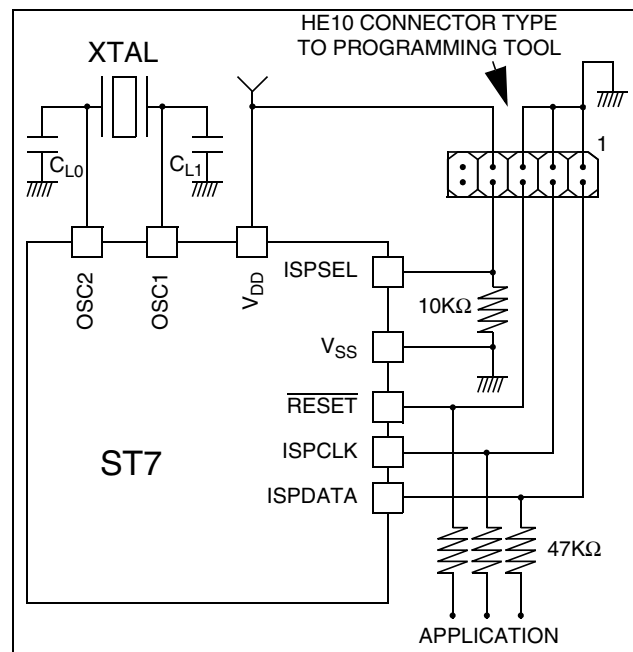 HE10 CONNECTOR TYPE
TO PROGRAMMING TOOL
XTAL
1
CL0
CL1
OSC2
OSC1
VDD
ISPSEL
10KΩ
VSS
RESET
ISPCLK
ST7
ISPDATA
47KΩ
APPLICATION